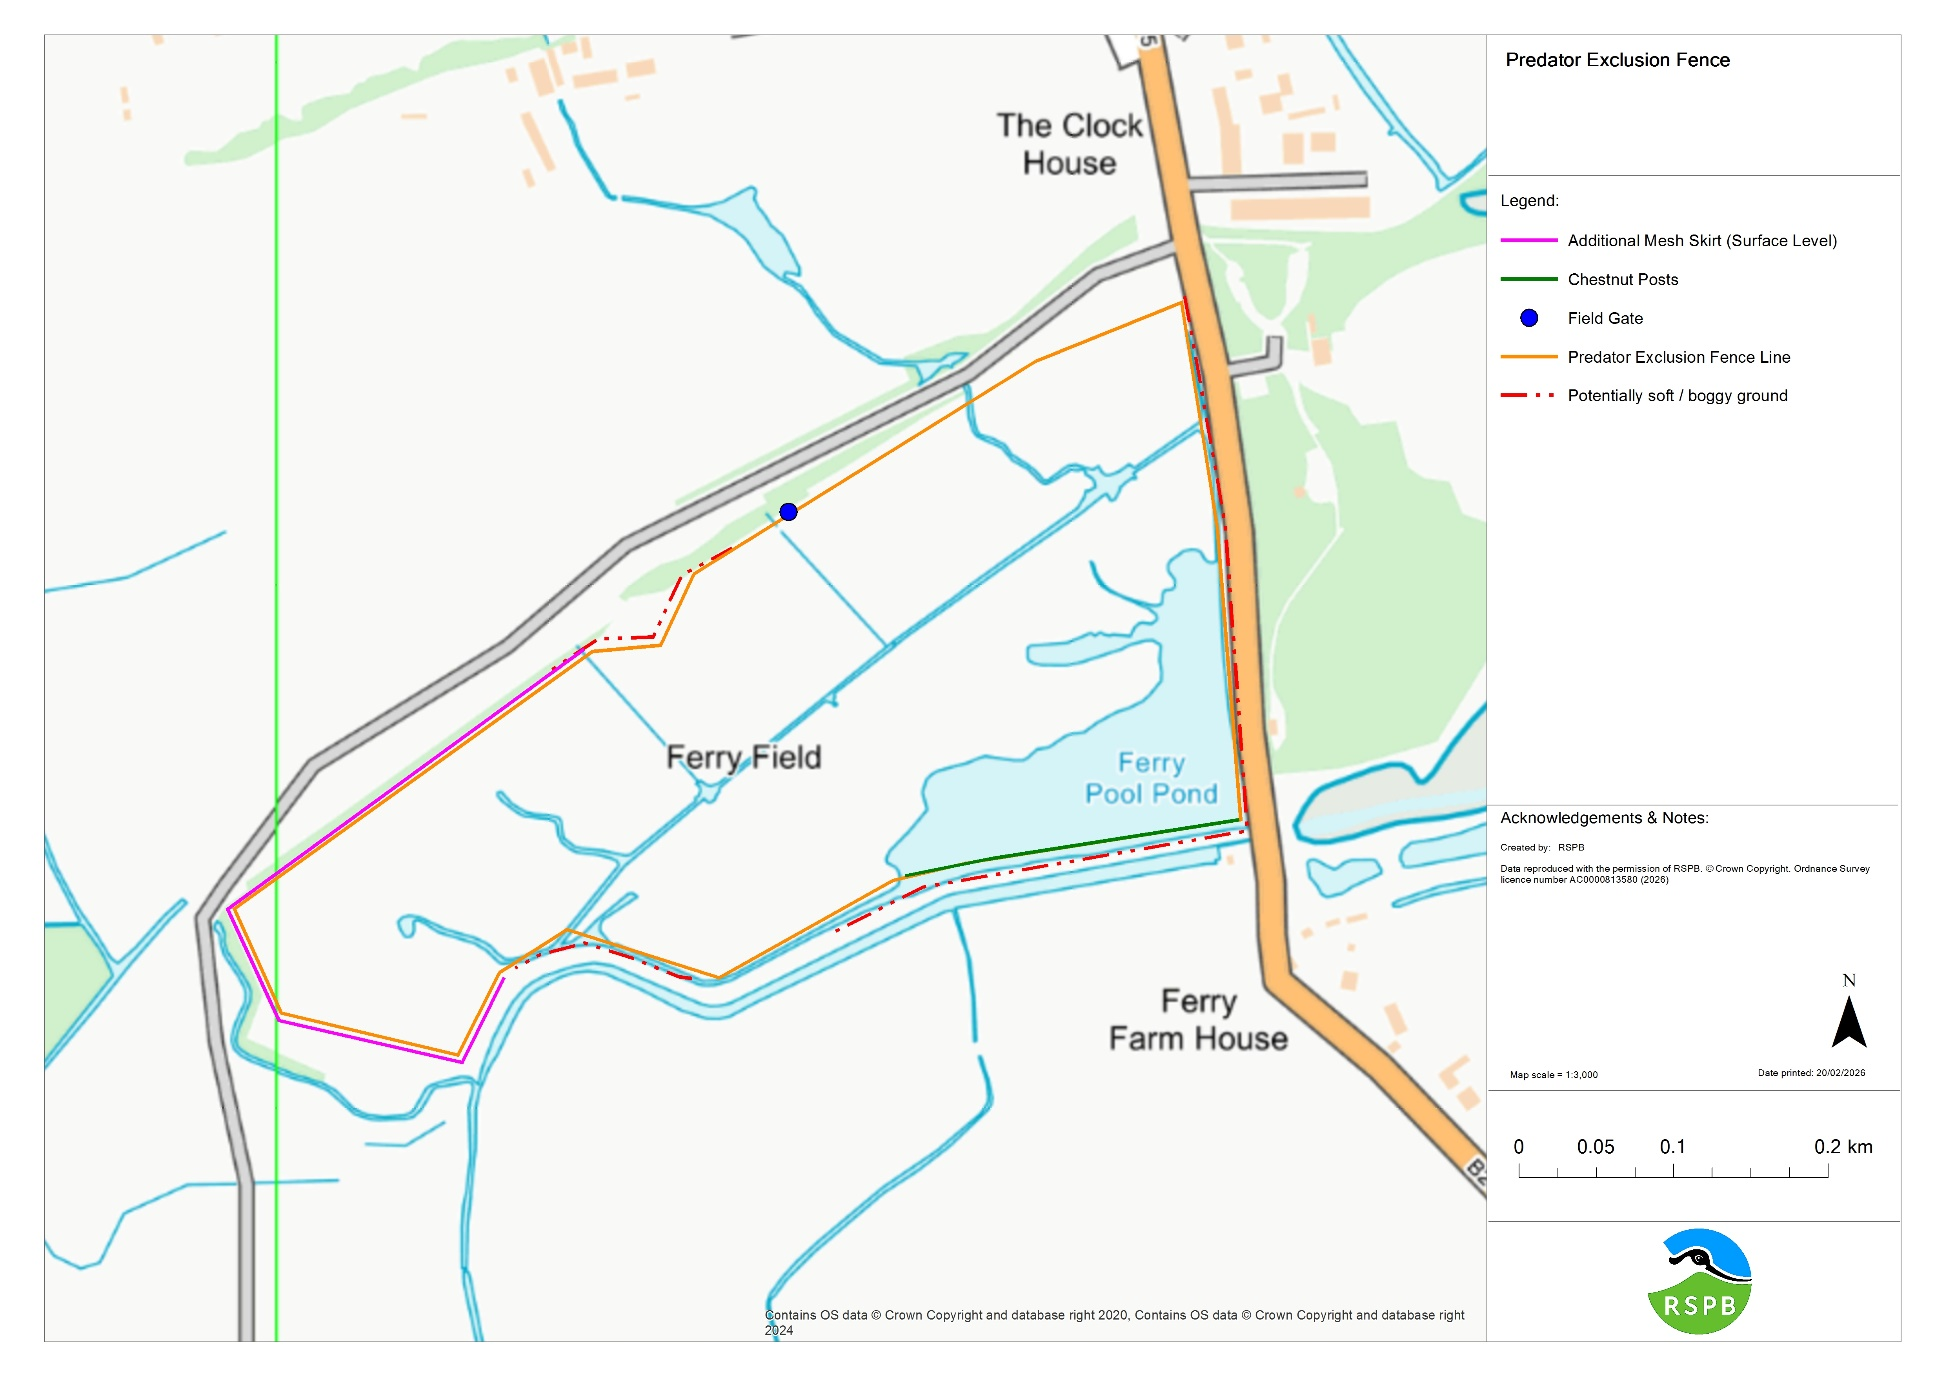 Predator Exclusion Fence
Legend:
Additional Mesh Skirt (Surface Level)
Chestnut Posts
Field Gate
Predator Exclusion Fence Line
Potentially soft / boggy ground
5
The Clock
House
Ferry Field
Ferry
Pool Pond
Ferry
Farm House
Contains OS data © Crown Copyright and database right 2020, Contains OS data © Crown Copyright and database right
2024
Acknowledgements & Notes:
Created by: RSPB
Data reproduced with the permission of RSPB. © Crown Copyright. Ordnance Survey
licence number AC0000813580 (2026)
N
Map scale = 1:3,000
Date printed: 20/02/2026
0 0.05 0.1 0.2 km
RSPB